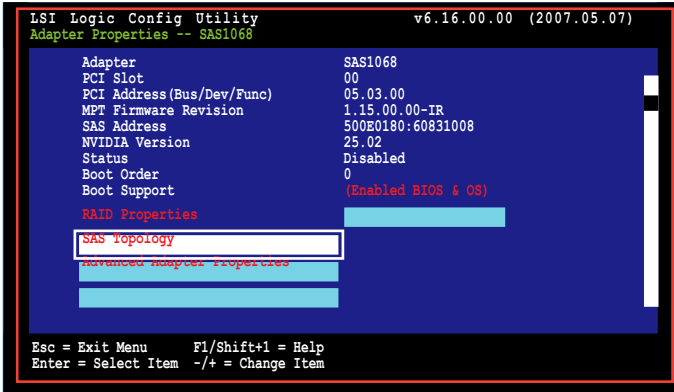 LSI Logic Config Utility v6.16.00.00 (2007.05.07)
Adapter Properties -- SAS1068
Adapter SAS1068
PCI Slot 00
PCI Address(Bus/Dev/Func) 05.03.00
MPT Firmware Revision 1.15.00.00-IR
SAS Address 500E0180:60831008
NVIDIA Version 25.02
Status Disabled
Boot Order 0
Boot Support (Enabled BIOS & OS)
RAID Properties
SAS Topology
Advanced Adapter Properties
Esc = Exit Menu F1/Shift+1 = Help
Enter = Select Item -/+ = Change Item